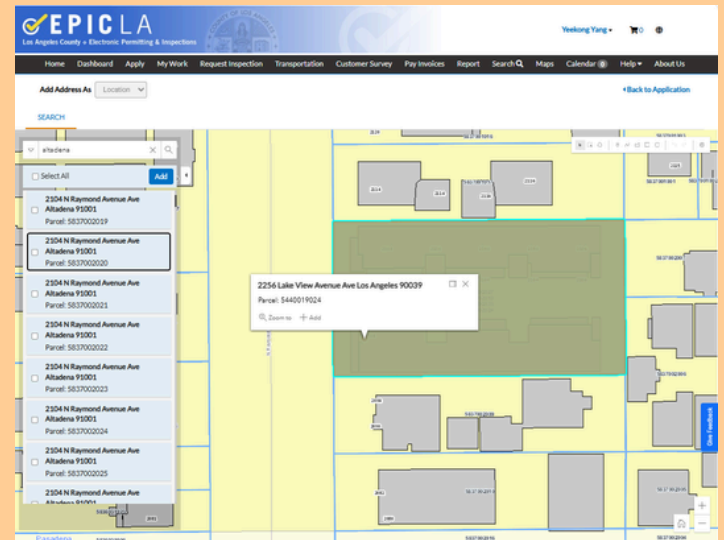 EPICLA
Los Angeles County • Electronic Permitting & Inspections
Yeekong Yang
0
Home Dashboard Apply My Work Request Inspection Transportation Customer Survey Pay Invoices Report Search Maps Calendar 0 Help About Us
Add Address As Location
Back to Application
SEARCH
altadena
Select All Add
2104 N Raymond Avenue Ave
Altadena 91001
Parcel: 5837002019
2104 N Raymond Avenue Ave
Altadena 91001
Parcel: 5837002020
2104 N Raymond Avenue Ave
Altadena 91001
Parcel: 5837002021
2104 N Raymond Avenue Ave
Altadena 91001
Parcel: 5837002022
2104 N Raymond Avenue Ave
Altadena 91001
Parcel: 5837002023
2104 N Raymond Avenue Ave
Altadena 91001
Parcel: 5837002024
2104 N Raymond Avenue Ave
Altadena 91001
Parcel: 5837002025
2104 N Raymond Avenue Ave
Altadena 91001
2256 Lake View Avenue Ave Los Angeles 90039
Parcel: 5440019024
Zoom to + Add
Give Feedback
Pasadena